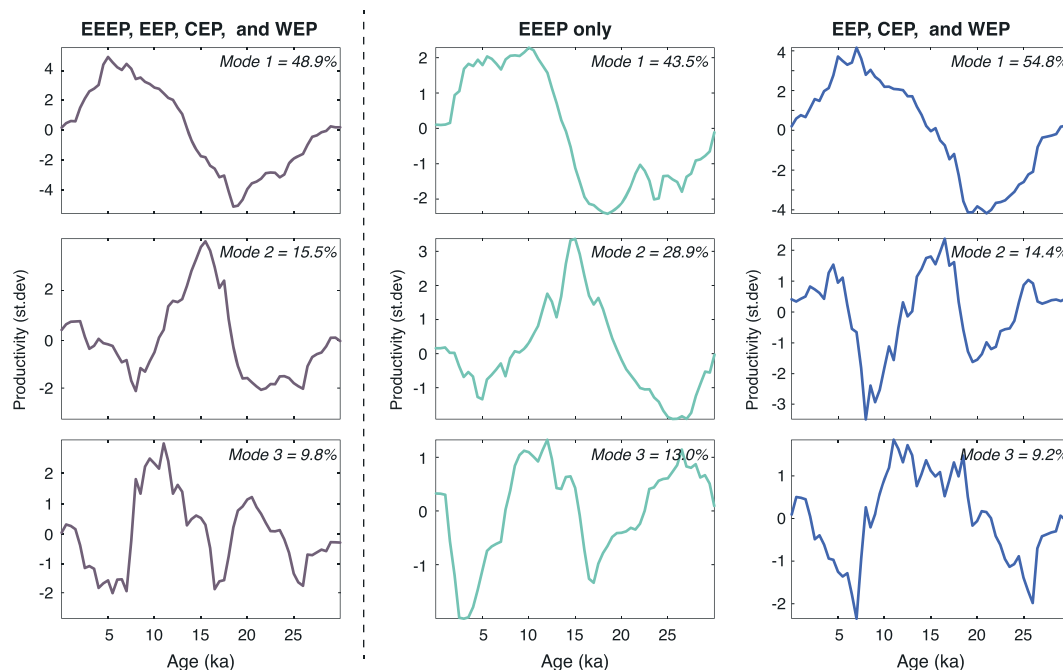 EEEP, EEP, CEP, and WEP
EEEP only
EEP, CEP, and WEP
Mode 1 = 48.9%
4
2
0
-2
-4
Mode 1 = 43.5%
2
1
0
-1
-2
Mode 1 = 54.8%
4
2
0
-2
-4
Productivity (st.dev)
Mode 2 = 15.5%
2
0
-2
Productivity (st.dev)
Mode 2 = 28.9%
3
2
1
0
-1
Productivity (st.dev)
Mode 2 = 14.4%
2
1
0
-1
-2
-3
Mode 3 = 9.8%
2
1
0
-1
-2
5 10 15 20 25
Age (ka)
Mode 3 = 13.0%
1
0
-1
5 10 15 20 25
Age (ka)
Mode 3 = 9.2%
1
0
-1
-2
5 10 15 20 25
Age (ka)